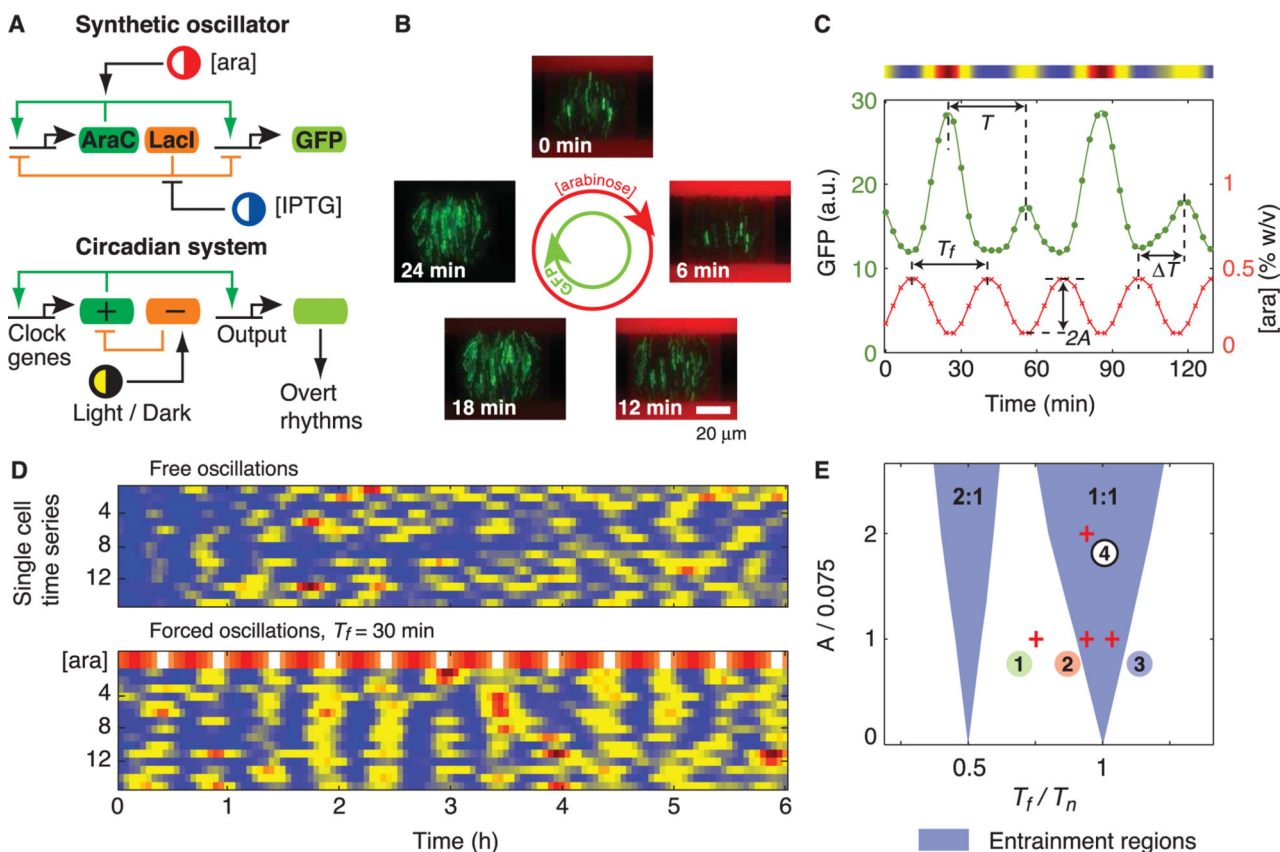 A
Synthetic oscillator
[ara]
AraC
LacI
GFP
[IPTG]
Circadian system
+
−
Clock
genes
Output
Light / Dark
Overt
rhythms
B
0 min
[arabinose]
GFP
24 min
6 min
18 min
12 min
20 µm
C
30
20
10
0
GFP (a.u.)
T
Tf
ΔT
2A
1
0.5
0
[ara] (% w/v)
0
30
60
90
120
Time (min)
D
Free oscillations
Single cell
time series
4
8
12
Forced oscillations, Tf = 30 min
[ara]
4
8
12
0
1
2
3
4
5
6
Time (h)
E
2:1
1:1
4
1
2
3
2
1
0
A / 0.075
0.5
1
Tf / Tn
Entrainment regions